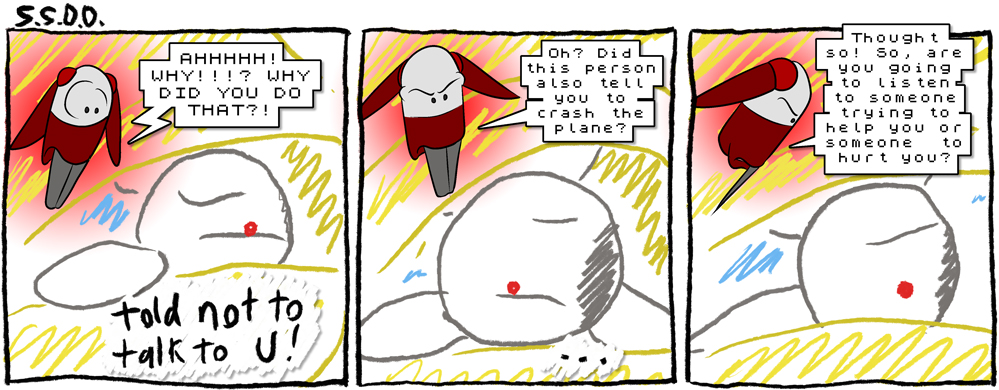 S.S.D.D.
AHHHHH!
WHY!!!? WHY
DID YOU DO
THAT?!
told not to
talk to U!
Oh? Did
this person
also tell
you to
crash the
plane?
...
Thought
so! So, are
you going
to listen
to someone
trying to
help you or
someone to
hurt you?